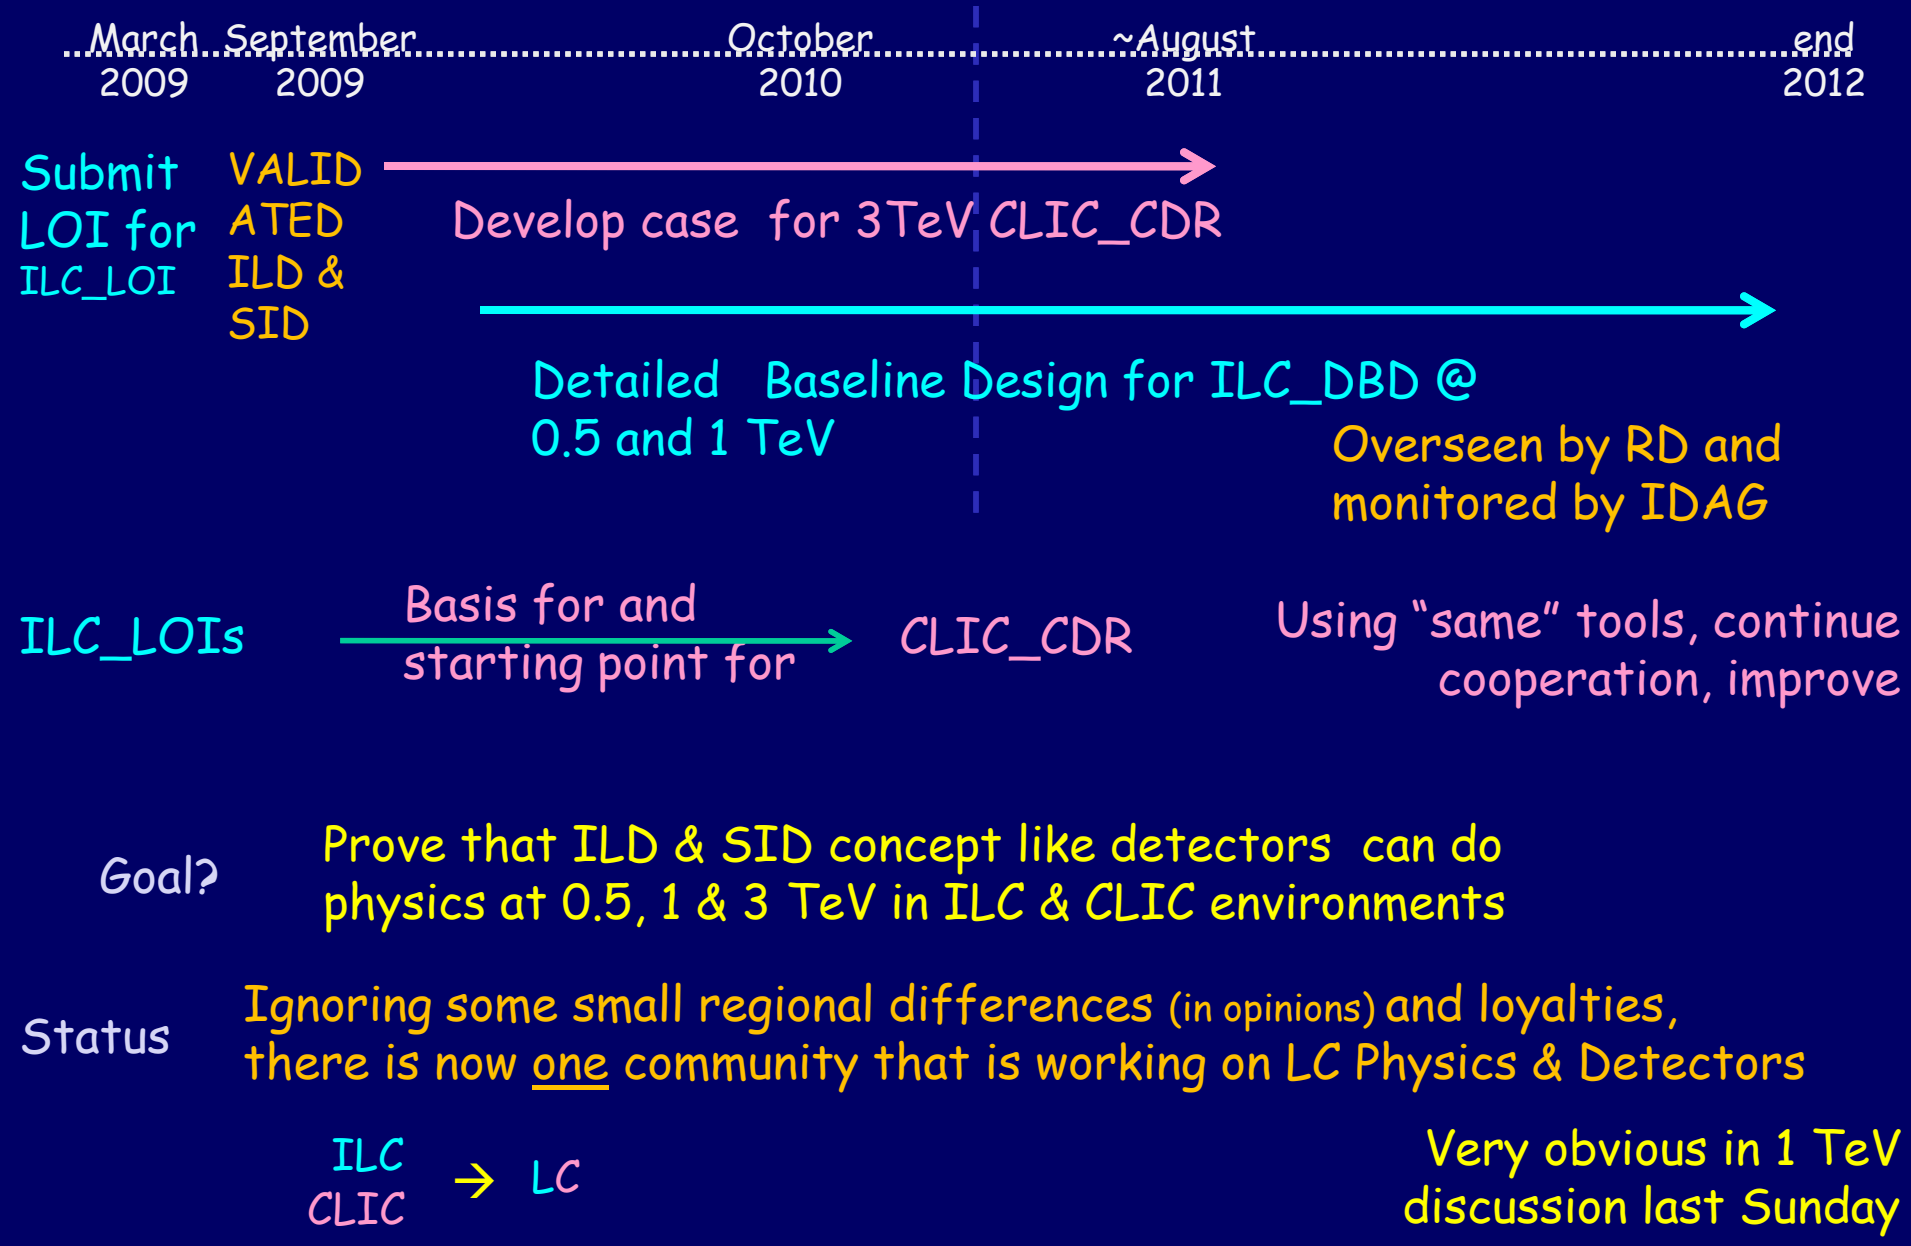 March September October ~August end
2009 2009 2010 2011 2012
Submit
LOI for
ILC_LOI
VALID
ATED
ILD &
SID
Develop case for 3TeV CLIC_CDR
Detailed Baseline Design for ILC_DBD @
0.5 and 1 TeV
Overseen by RD and
monitored by IDAG
ILC_LOIs
Basis for and
starting point for
CLIC_CDR
Using “same” tools, continue
cooperation, improve
Goal?
Prove that ILD & SID concept like detectors can do
physics at 0.5, 1 & 3 TeV in ILC & CLIC environments
Status
Ignoring some small regional differences (in opinions) and loyalties,
there is now one community that is working on LC Physics & Detectors
ILC
CLIC
→ LC
Very obvious in 1 TeV
discussion last Sunday